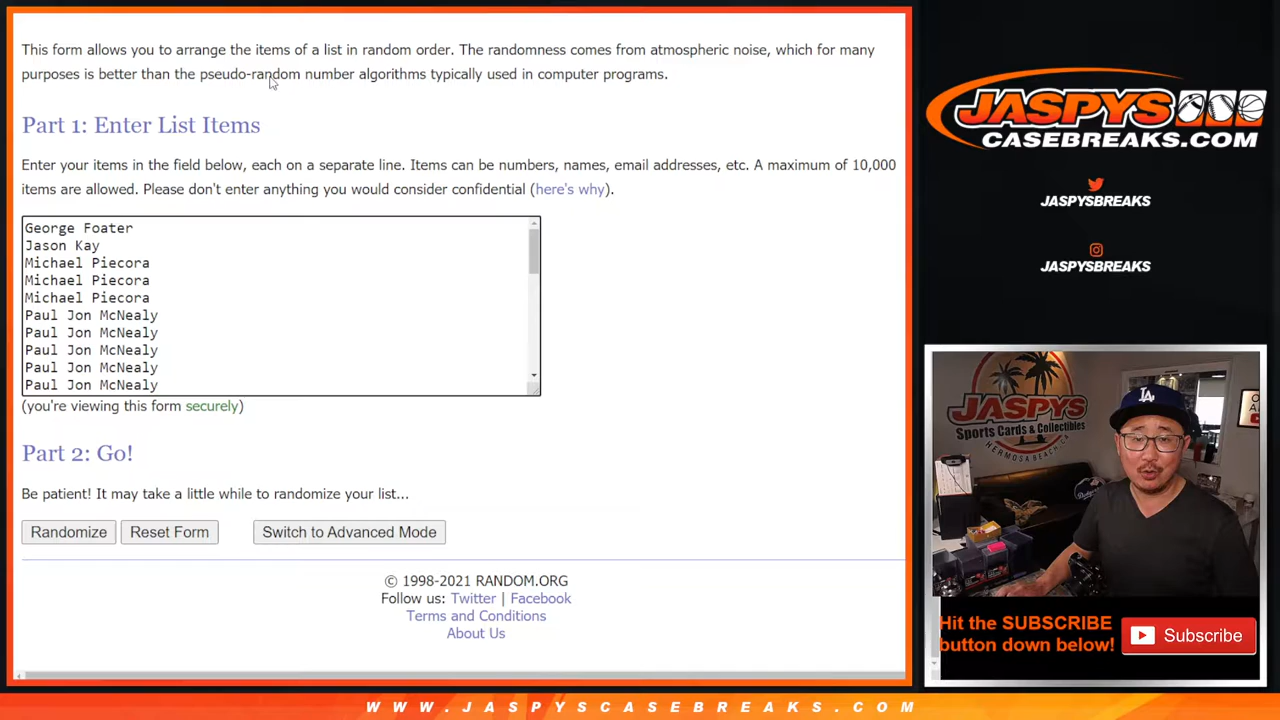 This form allows you to arrange the items of a list in random order. The randomness comes from atmospheric noise, which for many
purposes is better than the pseudo-random number algorithms typically used in computer programs.
Part 1: Enter List Items
Enter your items in the field below, each on a separate line. Items can be numbers, names, email addresses, etc. A maximum of 10,000
items are allowed. Please don't enter anything you would consider confidential (here's why).
George Foater
Jason Kay
Michael Piecora
Michael Piecora
Michael Piecora
Paul Jon McNealy
Paul Jon McNealy
Paul Jon McNealy
Paul Jon McNealy
Paul Jon McNealy
(you're viewing this form securely)
Part 2: Go!
Be patient! It may take a little while to randomize your list...
Randomize Reset Form Switch to Advanced Mode
© 1998-2021 RANDOM.ORG
Follow us: Twitter | Facebook
Terms and Conditions
About Us
JASPYS
CASEBREAKS.COM
JASPYSBREAKS
JASPYSBREAKS
JASPYS
Sports Cards & Collectibles
HERMOSA BEACH, CA
Dodgers
LA
Hit the SUBSCRIBE
button down below!
Subscribe
WWW.JASPYSCASEBREAKS.COM